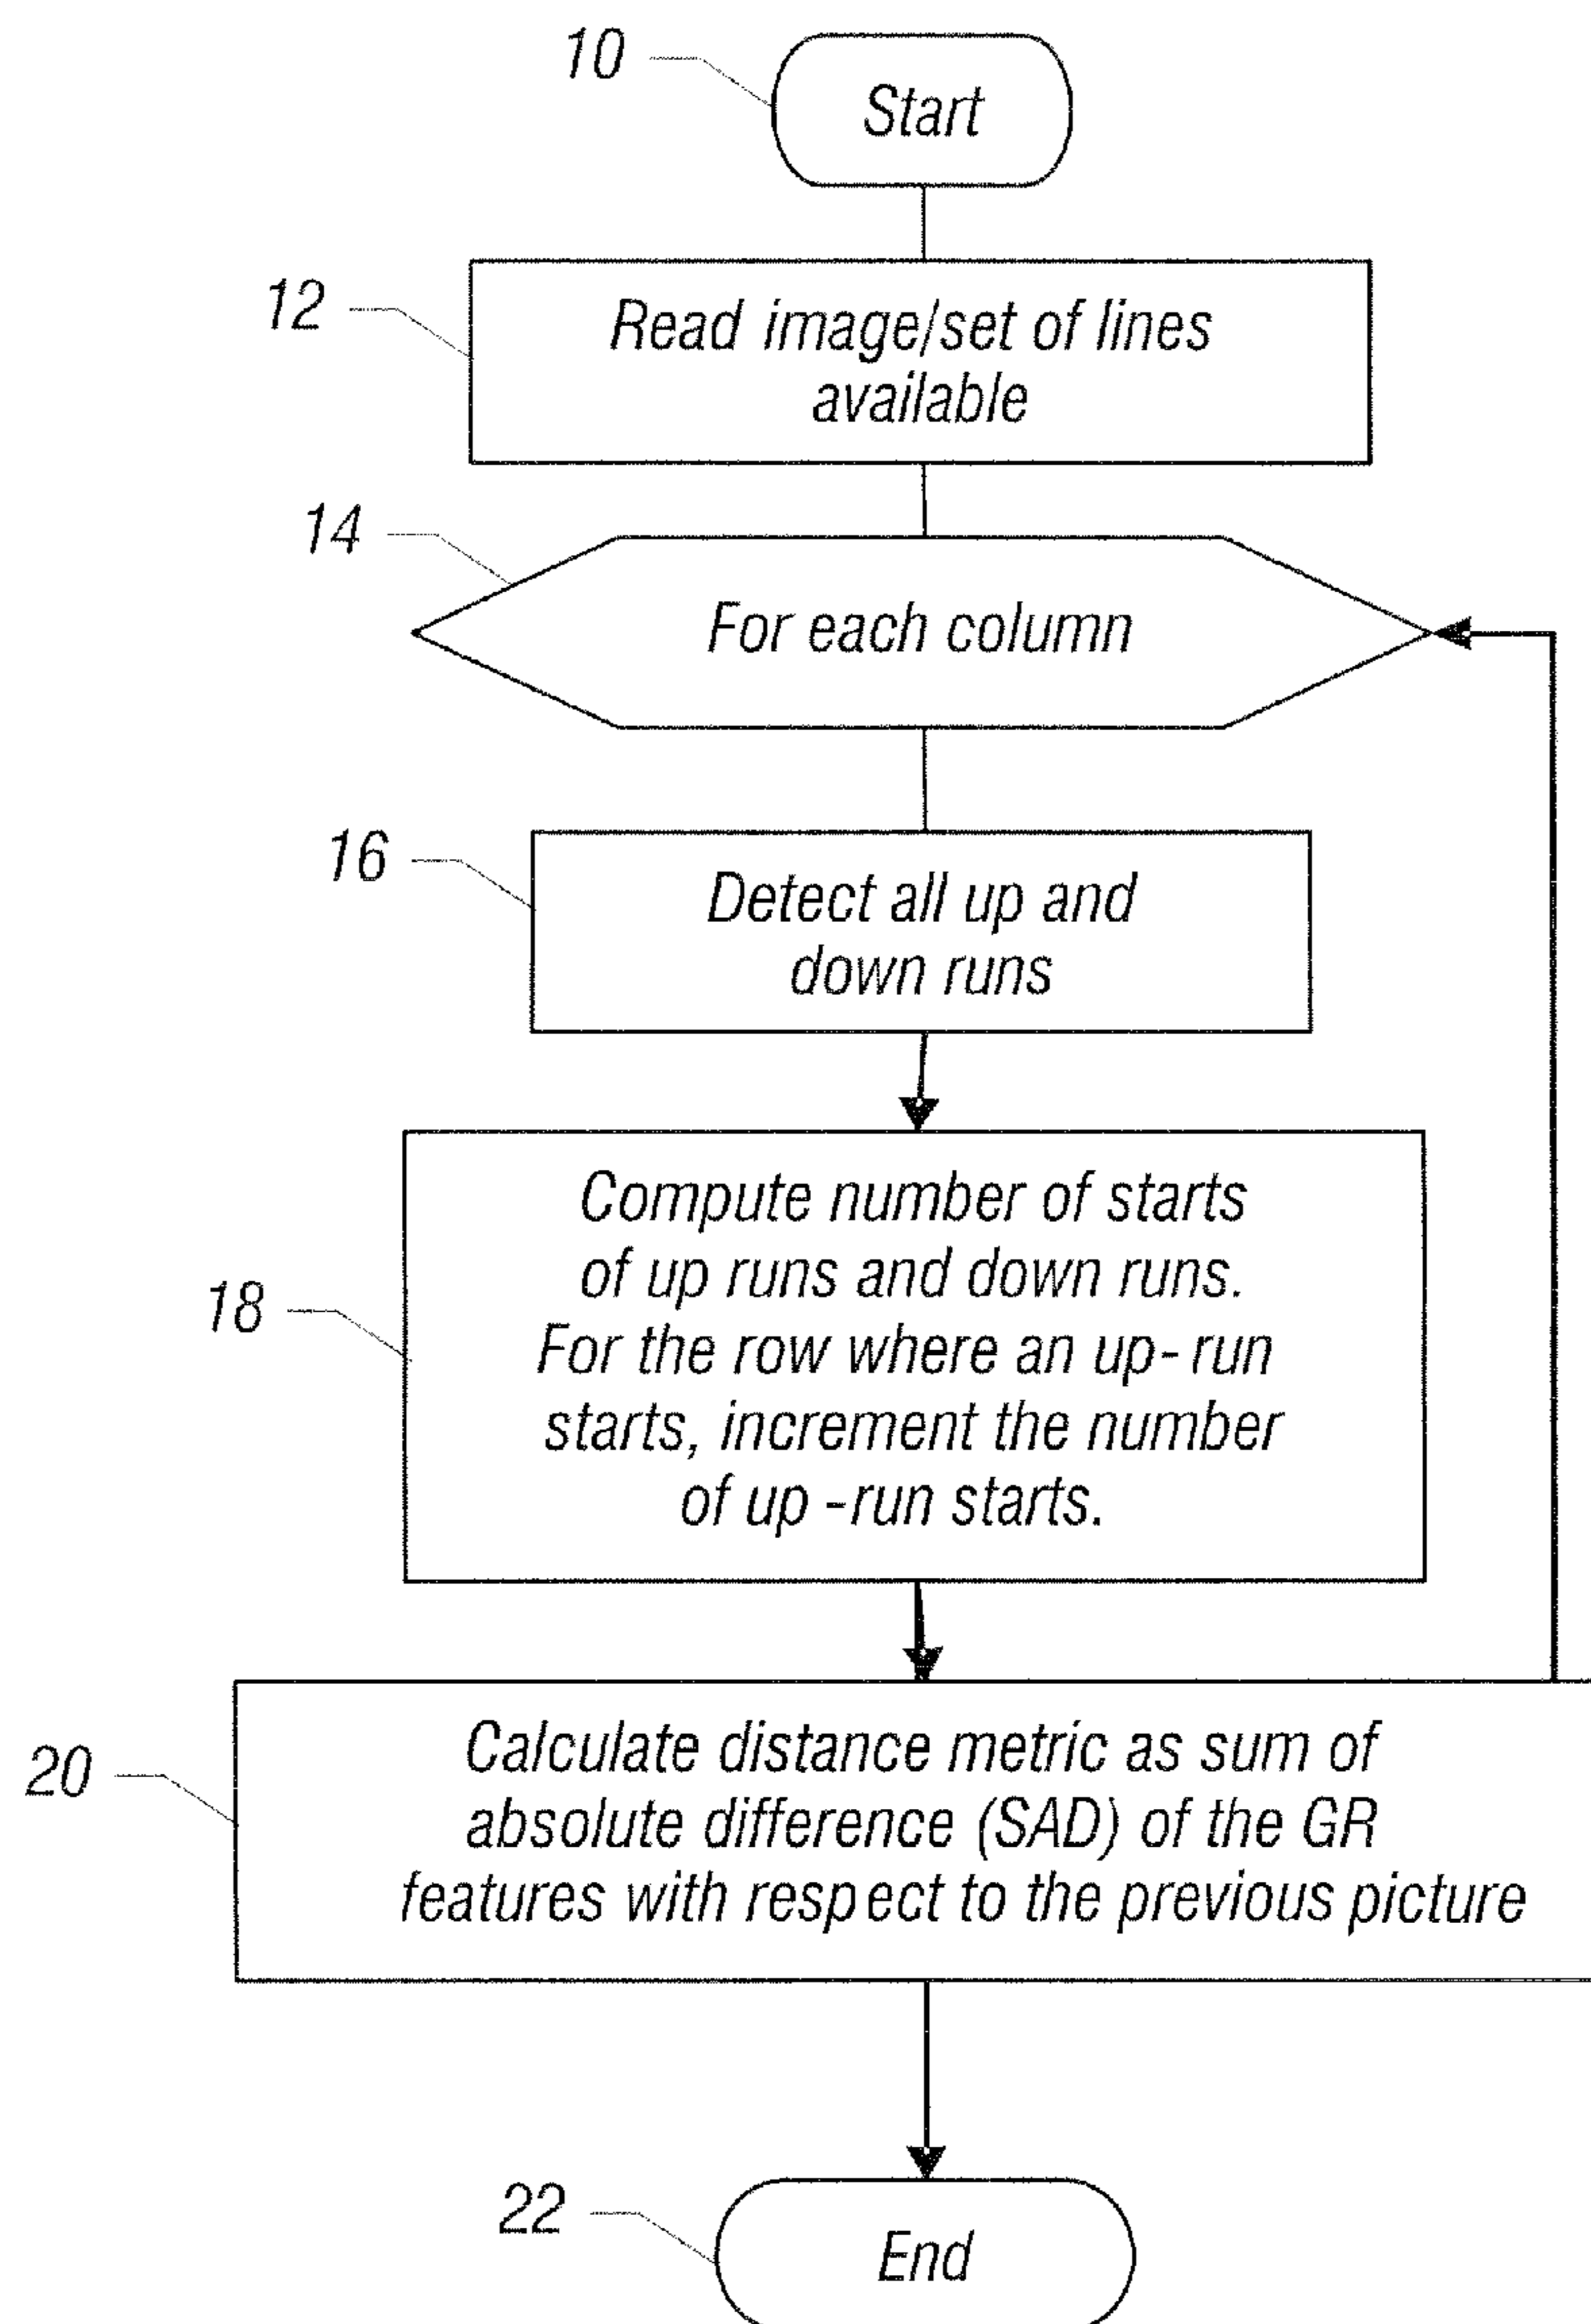 10
Start
12
Read image/set of lines
available
14
For each column
16
Detect all up and
down runs
18
Compute number of starts
of up runs and down runs.
For the row where an up-run
starts, increment the number
of up-run starts.
20
Calculate distance metric as sum of
absolute difference (SAD) of the GR
features with respect to the previous picture
22
End